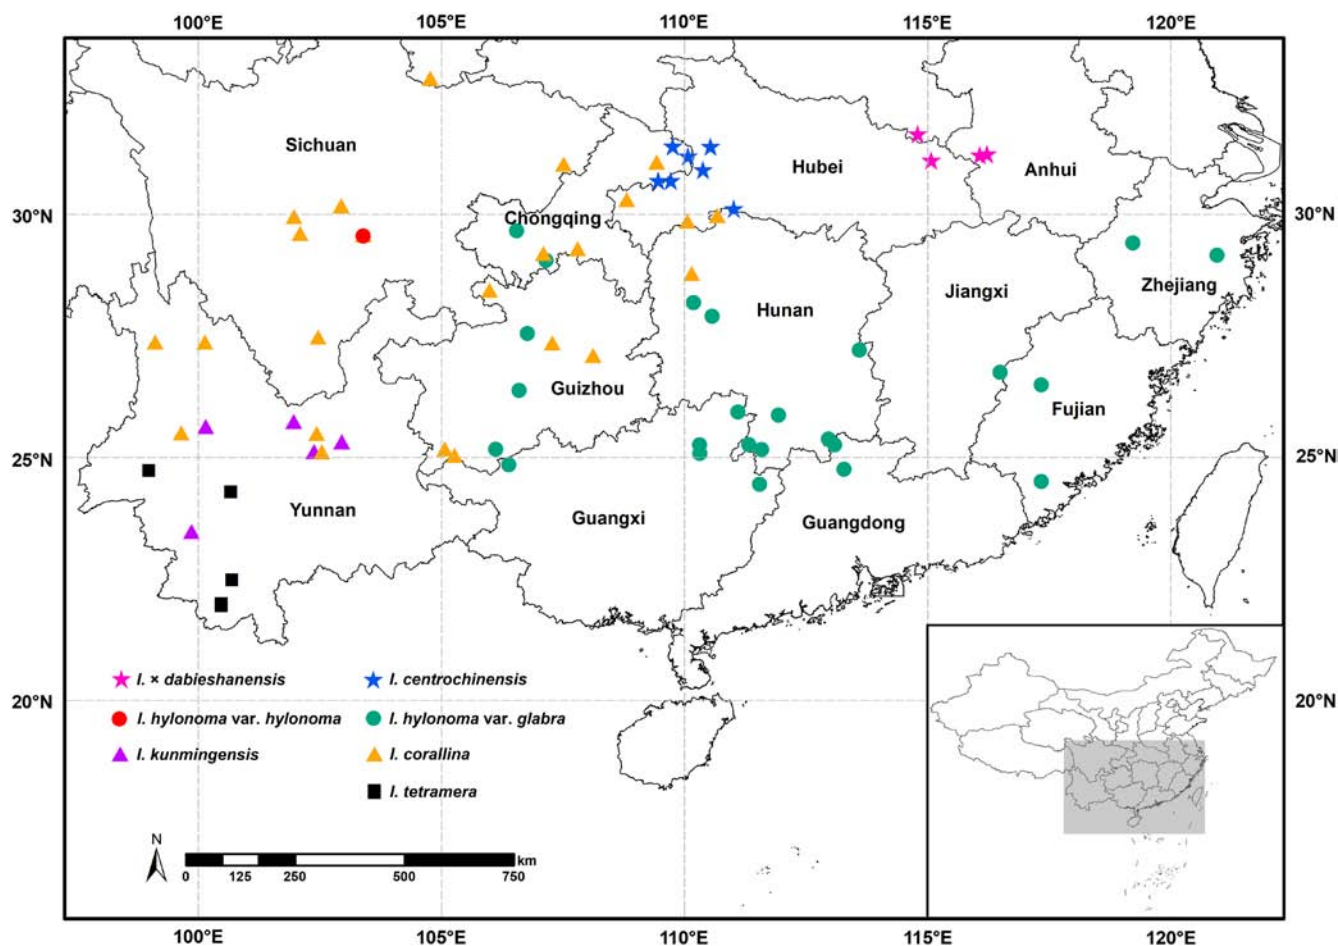 100°E 105°E 110°E 115°E 120°E
Sichuan
Hubei
Anhui
30°N Chongqing 30°N
Zhejiang
Jiangxi
Hunan
Guizhou
Fujian
25°N 25°N
Yunnan
Guangxi
Guangdong
I. × dabieshanensis I. centrochinensis
20°N 20°N
I. hylonoma var. hylonoma I. hylonoma var. glabra
I. kunmingensis I. corallina
I. tetramera
N
km
0 125 250 500 750
100°E 105°E 110°E 115°E 120°E